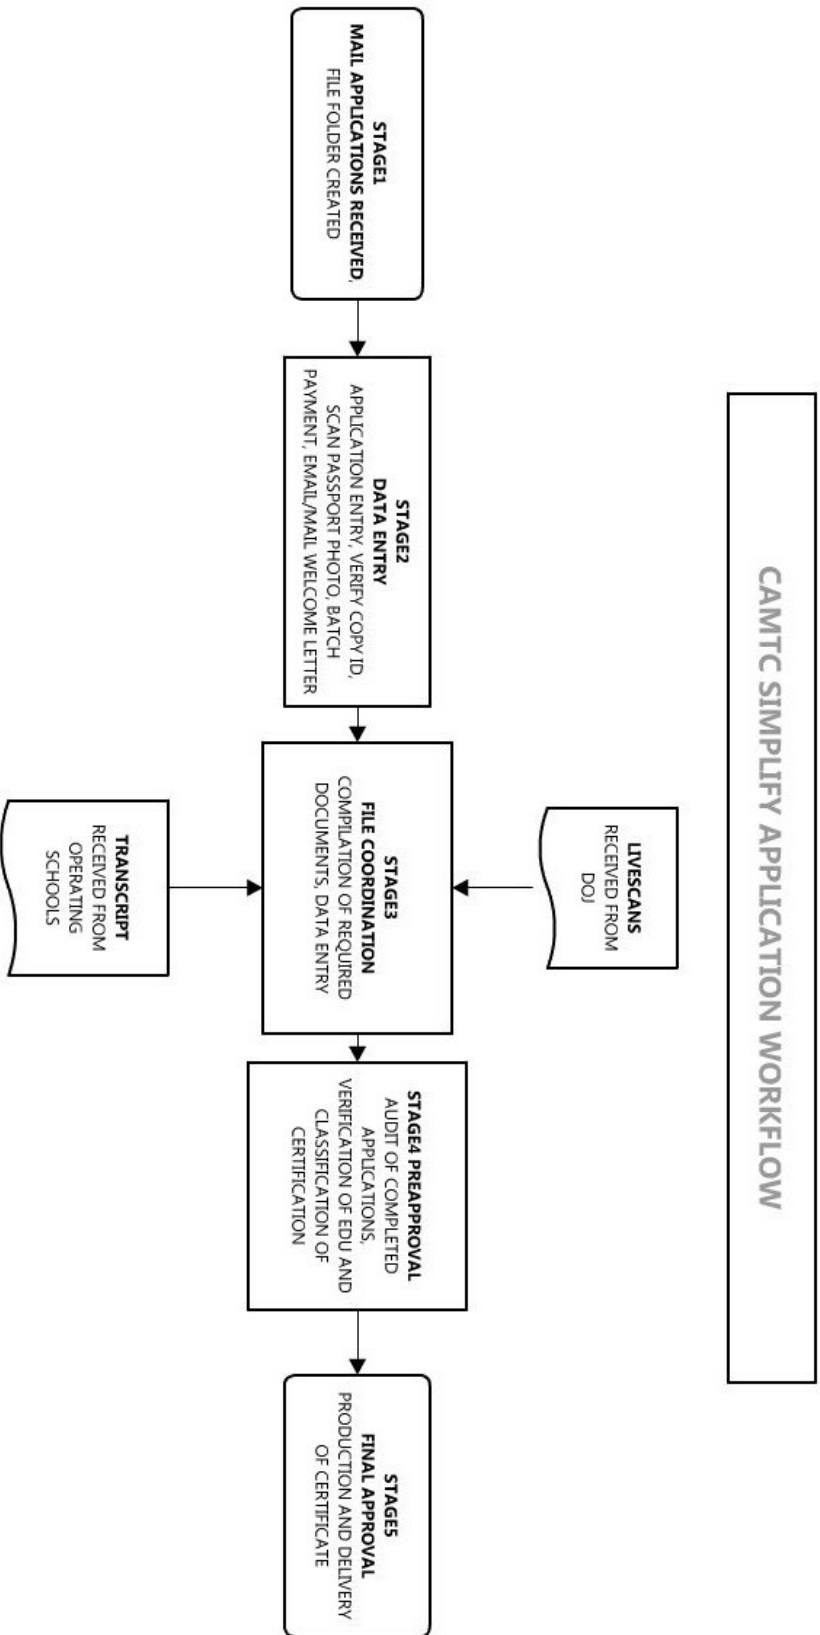 CAMTC SIMPLIFY APPLICATION WORKFLOW
STAGE1
MAIL APPLICATIONS RECEIVED,
FILE FOLDER CREATED
STAGE2
DATA ENTRY
APPLICATION ENTRY, VERIFY COPY ID,
SCAN PASSPORT PHOTO, BATCH
PAYMENT, EMAIL/MAIL WELCOME LETTER
LIVESCANS
RECEIVED FROM
DOJ
STAGE3
FILE COORDINATION
COMPILATION OF REQUIRED
DOCUMENTS, DATA ENTRY
TRANSCRIPT
RECEIVED FROM
OPERATING
SCHOOLS
STAGE4 PREAPPROVAL
AUDIT OF COMPLETED
APPLICATIONS,
VERIFICATION OF EDU AND
CLASSIFICATION OF
CERTIFICATION
STAGE5
FINAL APPROVAL
PRODUCTION AND DELIVERY
OF CERTIFICATE